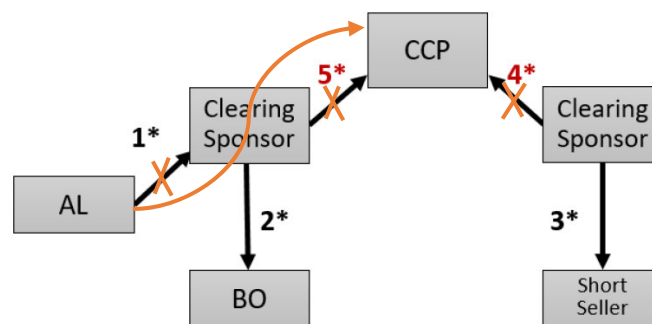 CCP
5*
4*
Clearing
Sponsor
Clearing
Sponsor
1*
AL
2*
3*
BO
Short
Seller